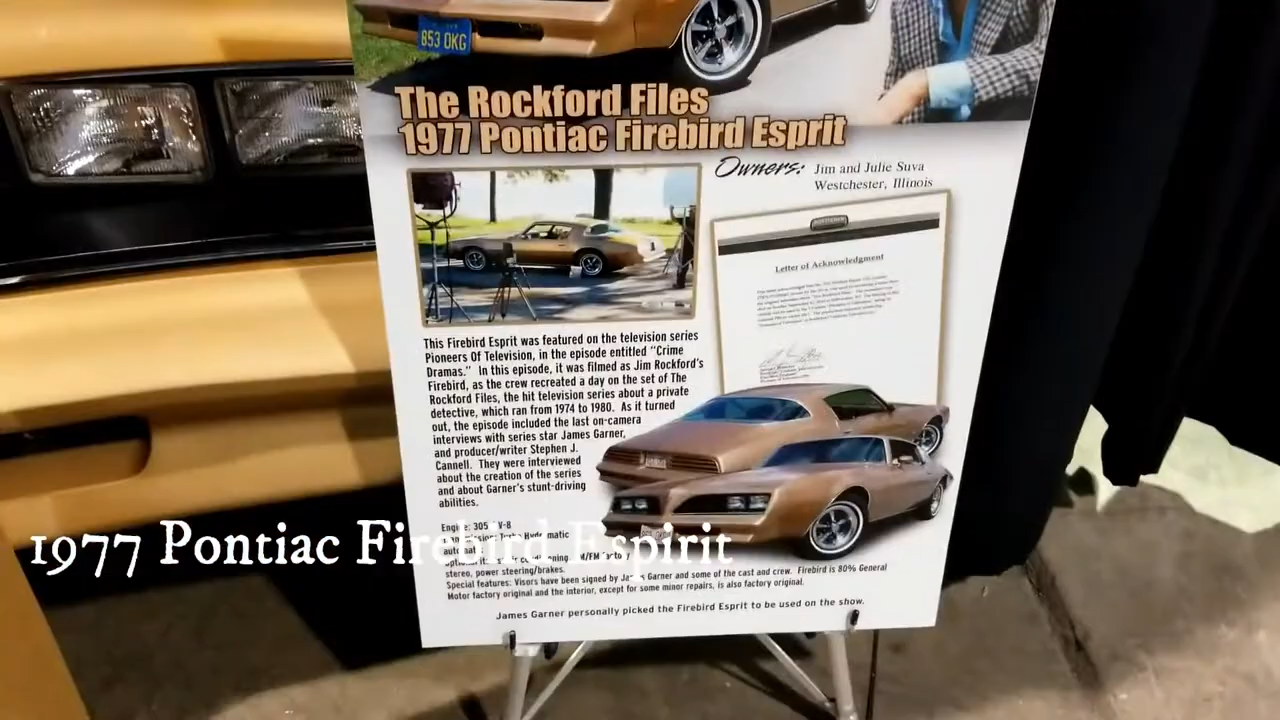 853 OKG
The Rockford Files
1977 Pontiac Firebird Esprit
Owners: Jim and Julie Suva
Westchester, Illinois
Letter of Acknowledgment
This Firebird Esprit was featured on the television series
Pioneers Of Television, in the episode entitled "Crime
Dramas." In this episode, it was filmed as Jim Rockford's
Firebird, as the crew recreated a day on the set of The
Rockford Files, the hit television series about a private
detective, which ran from 1974 to 1980. As it turned
out, the episode included the last on-camera
interviews with series star James Garner,
and producer/writer Stephen J.
Cannell. They were interviewed
about the creation of the series
and about Garner's stunt-driving
abilities.
Engine: 305 V-8
1977 Pontiac Firebird Espirit
stereo, power steering/brakes.
Special features: Visors have been signed by James Garner and some of the cast and crew. Firebird is 80% General
Motor factory original and the interior, except for some minor repairs, is also factory original.
James Garner personally picked the Firebird Esprit to be used on the show.